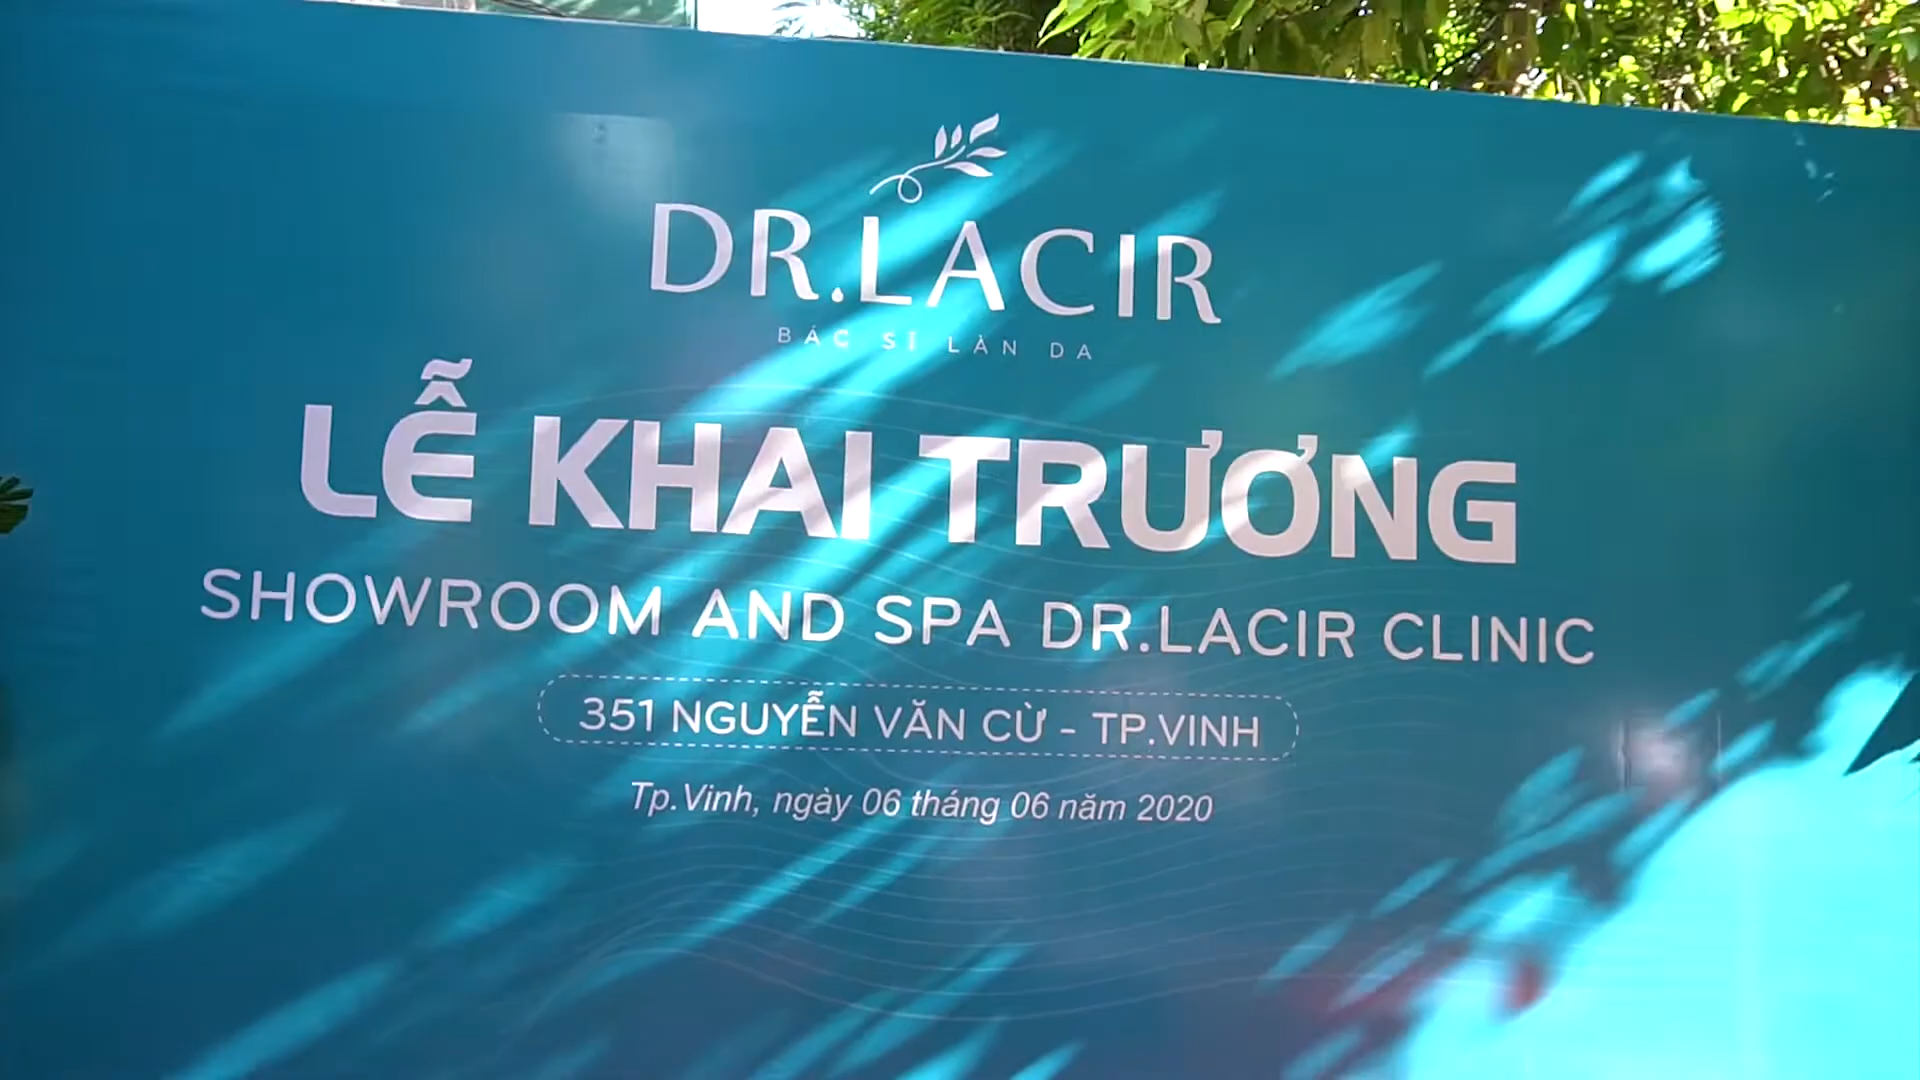 DR.LACIR
BÁC SĨ LÀN DA
LỄ KHAI TRƯƠNG
SHOWROOM AND SPA DR.LACIR CLINIC
351 NGUYỄN VĂN CỪ - TP.VINH
Tp.Vinh, ngày 06 tháng 06 năm 2020